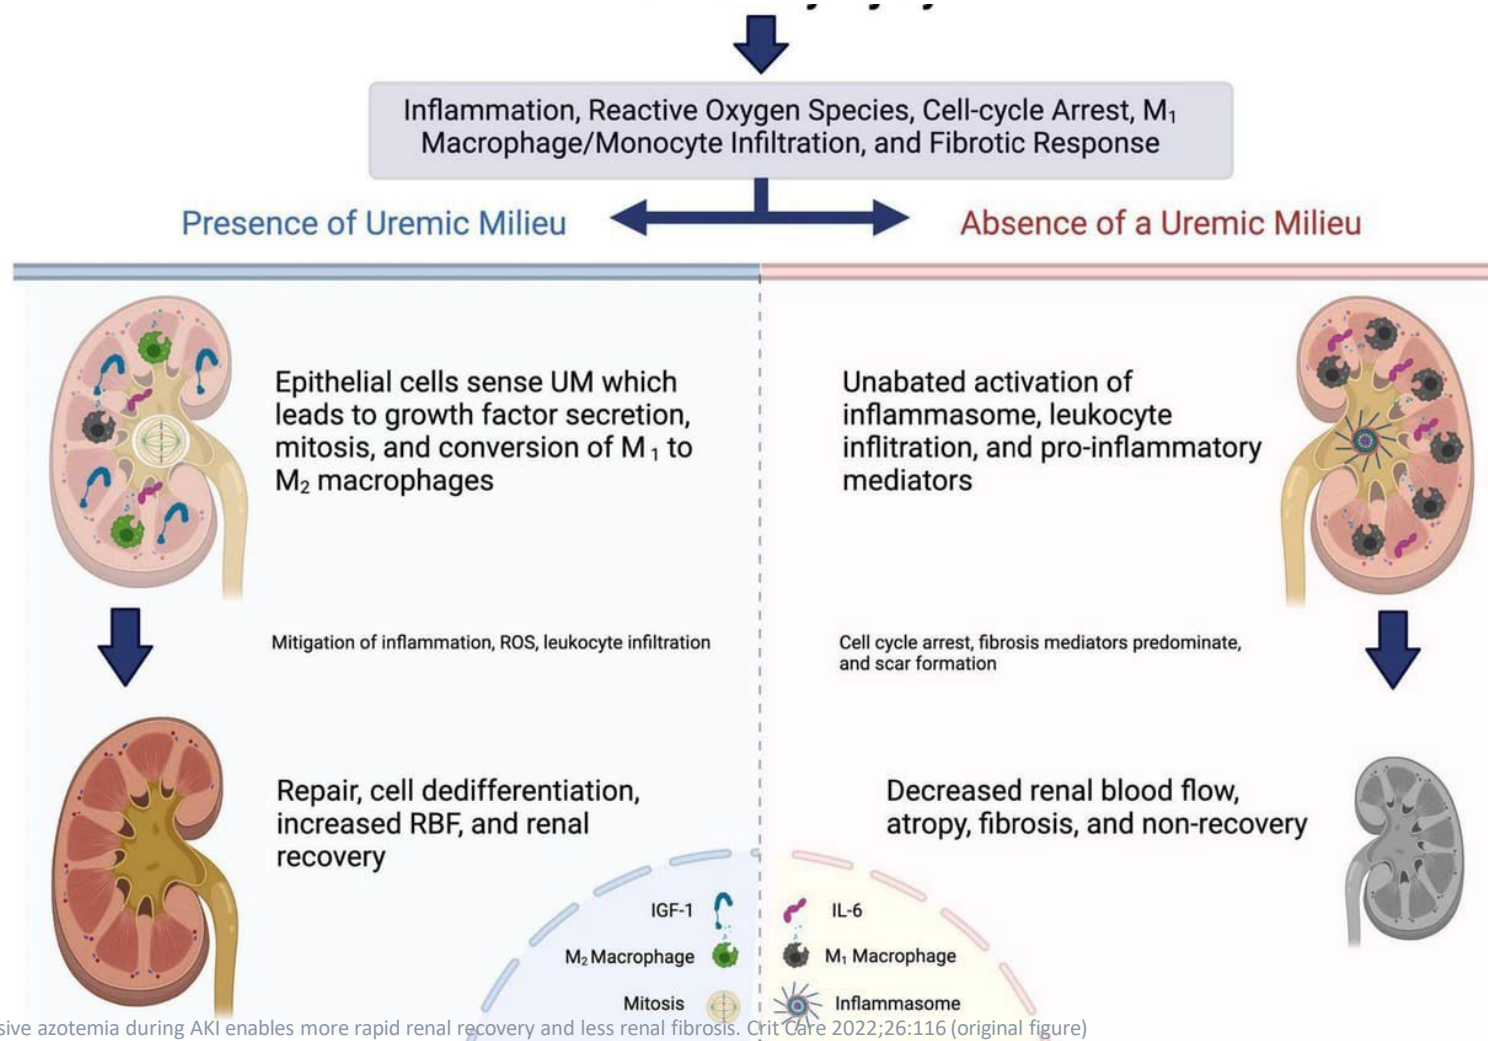 Inflammation, Reactive Oxygen Species, Cell-cycle Arrest, M₁
Macrophage/Monocyte Infiltration, and Fibrotic Response
Presence of Uremic Milieu
Absence of a Uremic Milieu
Epithelial cells sense UM which
leads to growth factor secretion,
mitosis, and conversion of M ₁ to
M₂ macrophages
Unabated activation of
inflammasome, leukocyte
inflitration, and pro-inflammatory
mediators
Mitigation of inflammation, ROS, leukocyte infiltration
Cell cycle arrest, fibrosis mediators predominate,
and scar formation
Repair, cell dedifferentiation,
increased RBF, and renal
recovery
Decreased renal blood flow,
atropy, fibrosis, and non-recovery
IGF-1
M₂ Macrophage
Mitosis
IL-6
M₁ Macrophage
Inflammasome
sive azotemia during AKI enables more rapid renal recovery and less renal fibrosis. Crit Care 2022;26:116 (original figure)